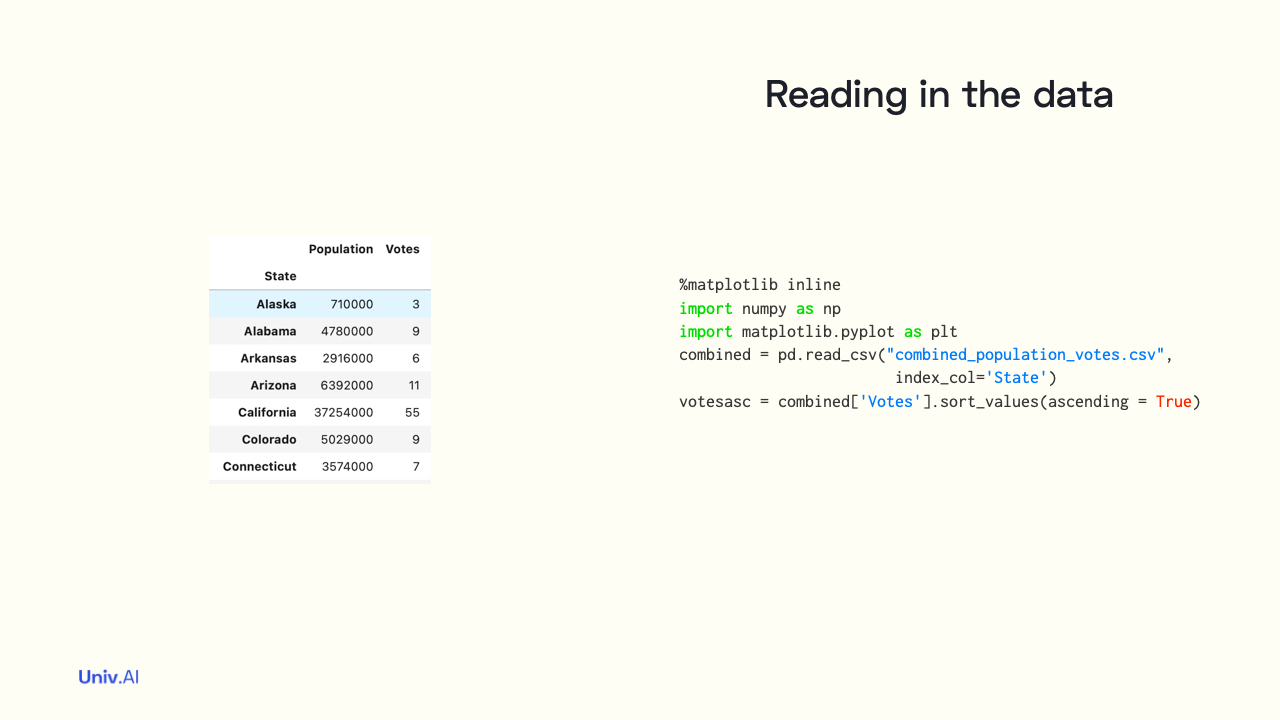 Reading in the data
Population Votes
State
Alaska 710000 3
Alabama 4780000 9
Arkansas 2916000 6
Arizona 6392000 11
California 37254000 55
Colorado 5029000 9
Connecticut 3574000 7
%matplotlib inline
import numpy as np
import matplotlib.pyplot as plt
combined = pd.read_csv("combined_population_votes.csv",
                        index_col='State')
votesasc = combined['Votes'].sort_values(ascending = True)
Univ.AI